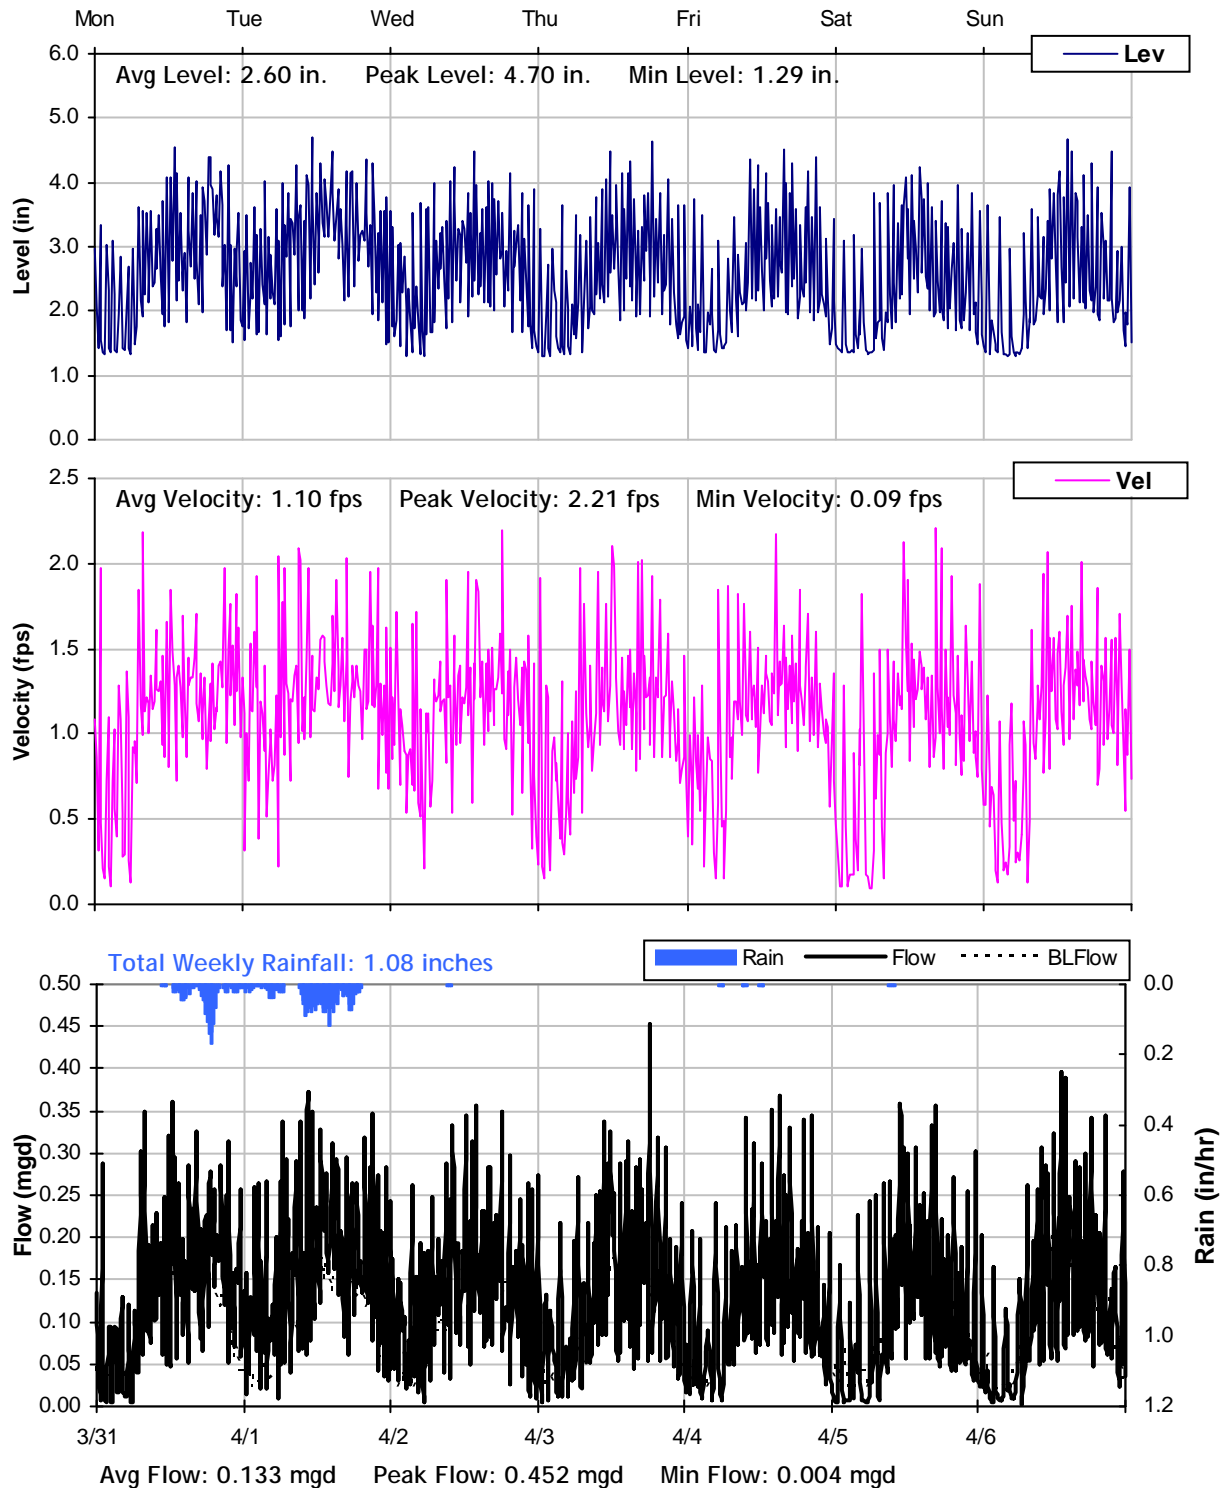 Mon Tue Wed Thu Fri Sat Sun
6.0
Lev
Avg Level: 2.60 in. Peak Level: 4.70 in. Min Level: 1.29 in.
5.0
4.0
3.0
2.0
1.0
0.0
Level (in)
2.5
Vel
Avg Velocity: 1.10 fps Peak Velocity: 2.21 fps Min Velocity: 0.09 fps
2.0
1.5
1.0
0.5
0.0
Velocity (fps)
Total Weekly Rainfall: 1.08 inches
Rain Flow BLFlow
0.50 0.0
0.45
0.40 0.2
0.35
0.30 0.4
0.25 0.6
0.20
0.15 0.8
0.10 1.0
0.05
0.00 1.2
Flow (mgd)
Rain (in/hr)
3/31 4/1 4/2 4/3 4/4 4/5 4/6
Avg Flow: 0.133 mgd Peak Flow: 0.452 mgd Min Flow: 0.004 mgd